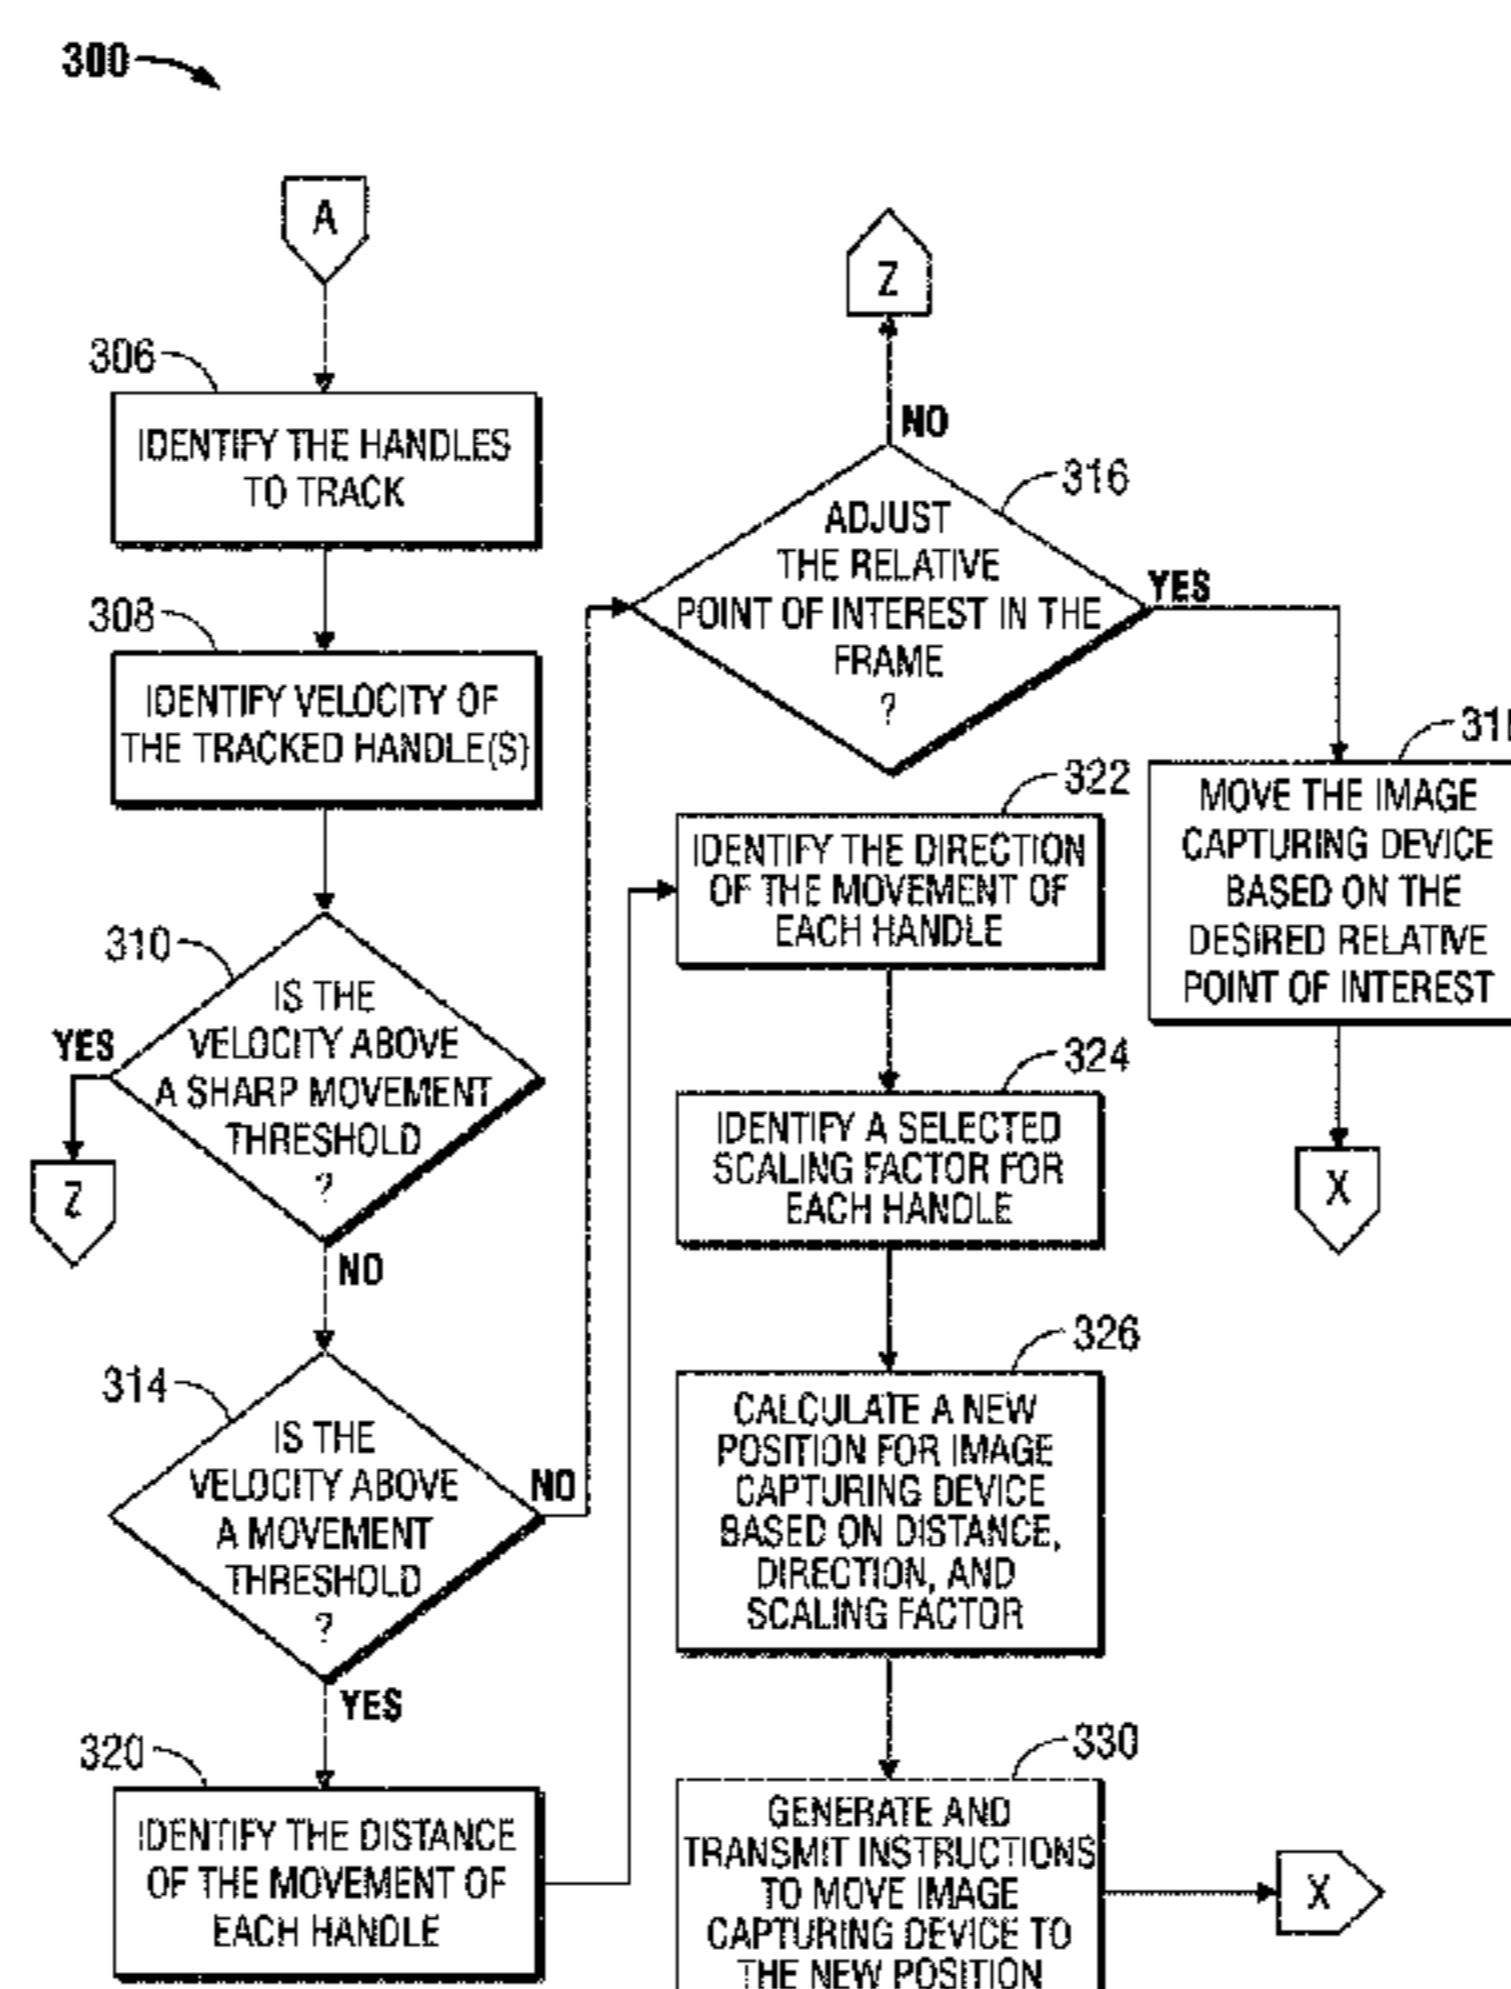 300
A
306
IDENTIFY THE HANDLES
TO TRACK
308
IDENTIFY VELOCITY OF
THE TRACKED HANDLE(S)
310
IS THE
VELOCITY ABOVE
A SHARP MOVEMENT
THRESHOLD
?
YES
Z
NO
314
IS THE
VELOCITY ABOVE
A MOVEMENT
THRESHOLD
?
NO
YES
320
IDENTIFY THE DISTANCE
OF THE MOVEMENT OF
EACH HANDLE
Z
NO
316
ADJUST
THE RELATIVE
POINT OF INTEREST IN THE
FRAME
?
YES
322
IDENTIFY THE DIRECTION
OF THE MOVEMENT OF
EACH HANDLE
324
IDENTIFY A SELECTED
SCALING FACTOR FOR
EACH HANDLE
326
CALCULATE A NEW
POSITION FOR IMAGE
CAPTURING DEVICE
BASED ON DISTANCE,
DIRECTION, AND
SCALING FACTOR
330
GENERATE AND
TRANSMIT INSTRUCTIONS
TO MOVE IMAGE
CAPTURING DEVICE TO
THE NEW POSITION
X
MOVE THE IMAGE
CAPTURING DEVICE
BASED ON THE
DESIRED RELATIVE
POINT OF INTEREST
X